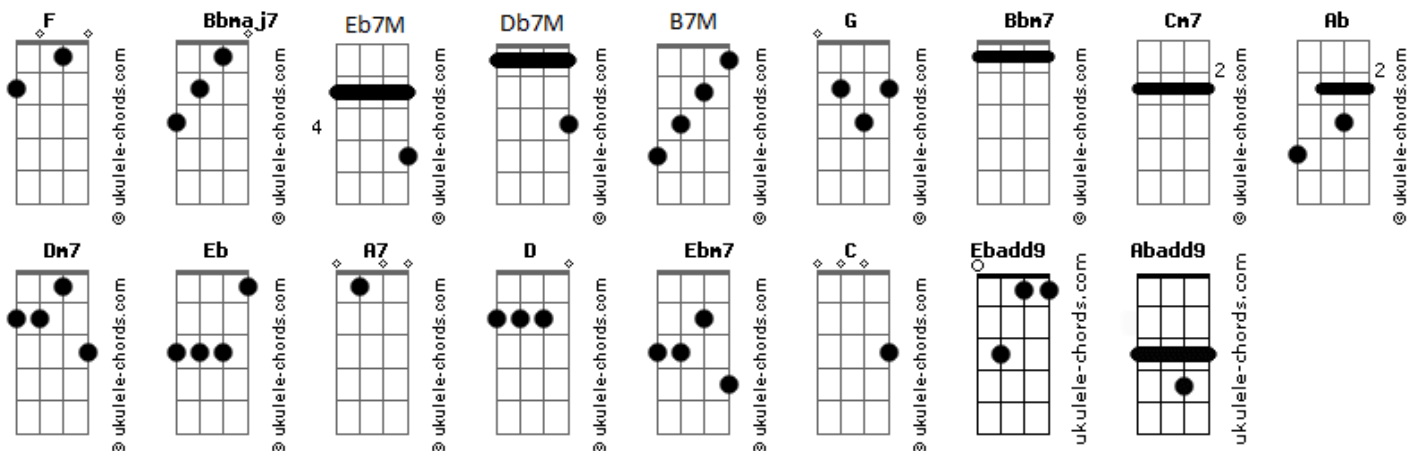 F Bbmaj7 Eb7M Db7M B7M G Bbm7 Cm7 Ab
4 2 2
© ukulele-chords.com © ukulele-chords.com © ukulele-chords.com © ukulele-chords.com © ukulele-chords.com © ukulele-chords.com © ukulele-chords.com © ukulele-chords.com © ukulele-chords.com
Dm7 Eb A7 D Ebm7 C Ebadd9 Abadd9
© ukulele-chords.com © ukulele-chords.com © ukulele-chords.com © ukulele-chords.com © ukulele-chords.com © ukulele-chords.com ukulele-chords.com ukulele-chords.com